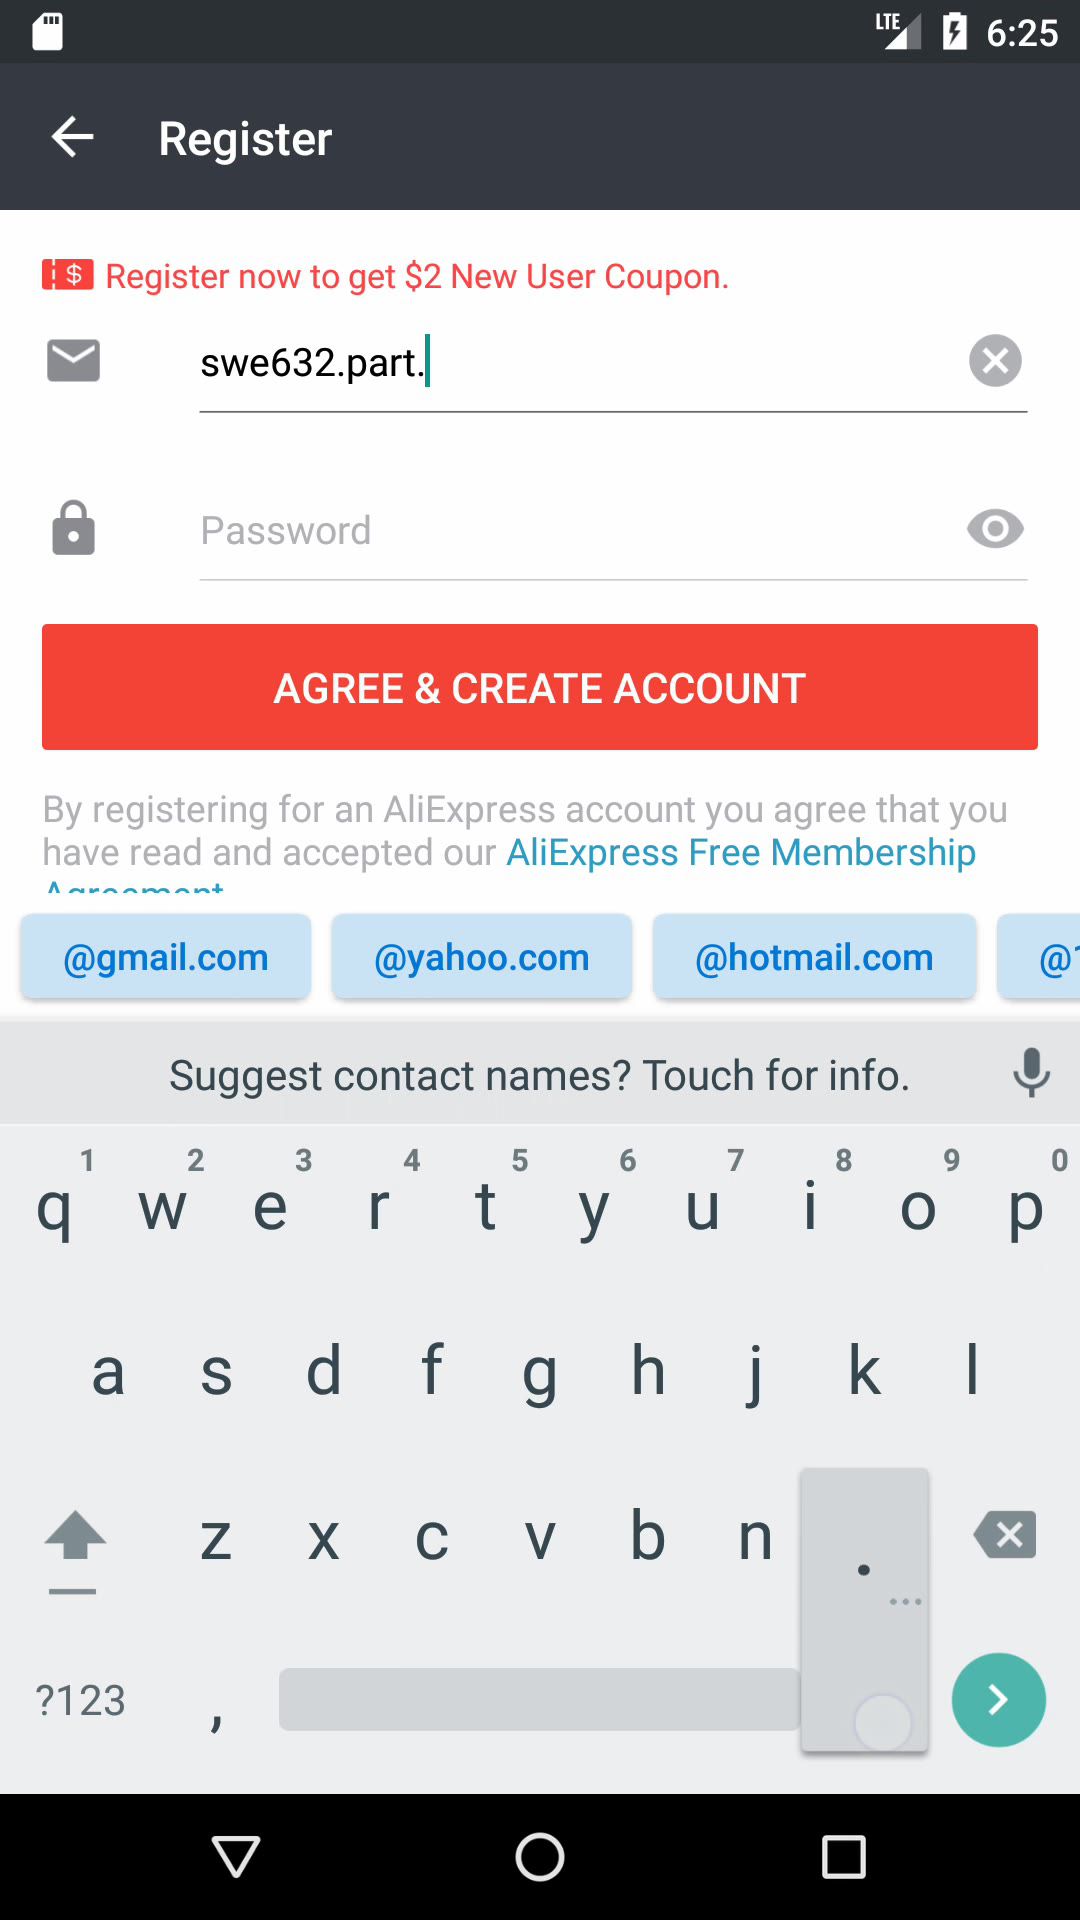 LTE 6:25
Register
$ Register now to get $2 New User Coupon.
swe632.part.
Password
AGREE & CREATE ACCOUNT
By registering for an AliExpress account you agree that you
have read and accepted our AliExpress Free Membership
Agreement
@gmail.com @yahoo.com @hotmail.com @1
Suggest contact names? Touch for info.
1 2 3 4 5 6 7 8 9 0
q w e r t y u i o p
a s d f g h j k l
z x c v b n .
?123 ,